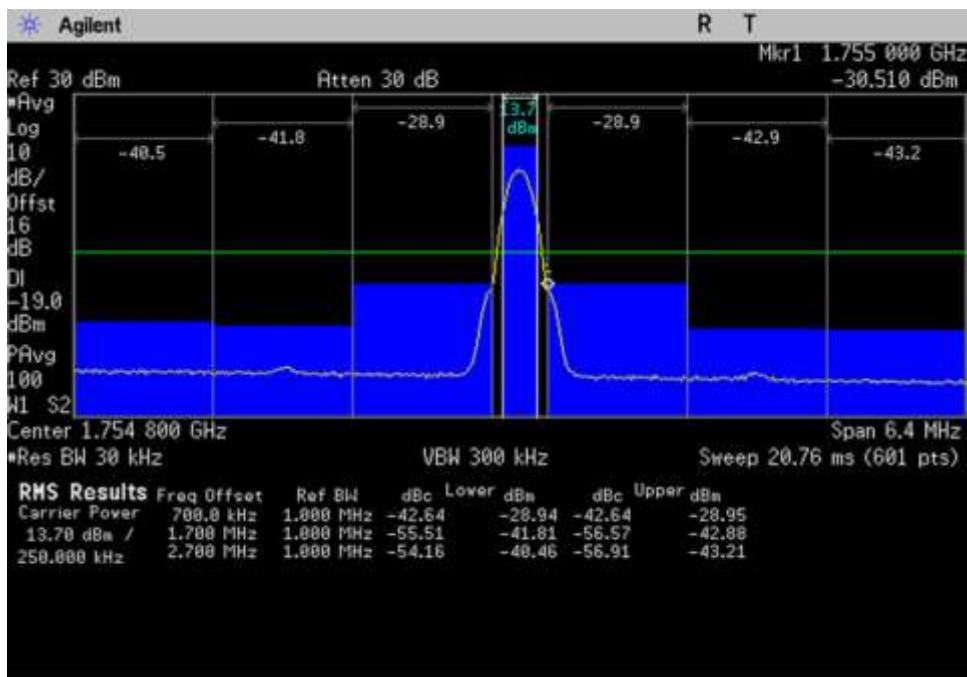 Agilent R T
Mkr1 1.755 000 GHz
Ref 30 dBm Atten 30 dB -30.510 dBm
*Avg
Log
10
dB/
Offst
16
dB
DI
-19.0
dBm
PAvg
100
W1 S2
13.7
dBm
-28.9 -28.9
-41.8 -42.9
-40.5 -43.2
1
Center 1.754 800 GHz Span 6.4 MHz
*Res BW 30 kHz VBW 300 kHz Sweep 20.76 ms (601 pts)
RMS Results Freq Offset Ref BW dBc Lower dBm dBc Upper dBm
Carrier Power 700.0 kHz 1.000 MHz -42.64 -28.94 -42.64 -28.95
13.70 dBm / 1.700 MHz 1.000 MHz -55.51 -41.81 -56.57 -42.88
250.000 kHz 2.700 MHz 1.000 MHz -54.16 -40.46 -56.91 -43.21